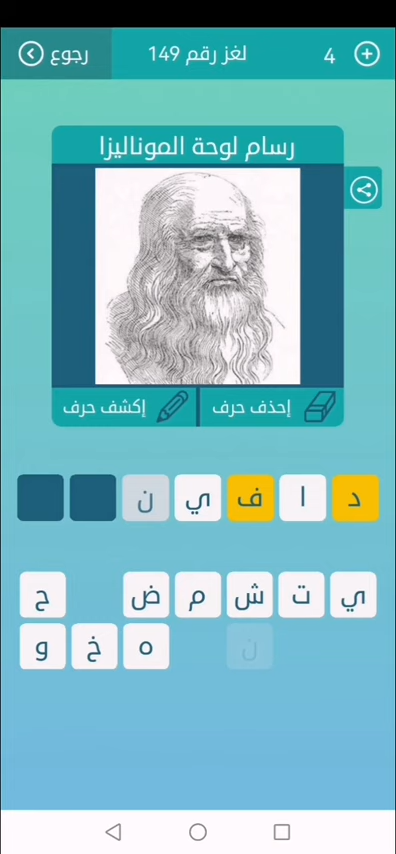 رجوع
لغز رقم 149
4
رسام لوحة الموناليزا
إحذف حرف
إكشف حرف
د ا ف ي ن
ي ت ش م ض ح
ن ه خ و